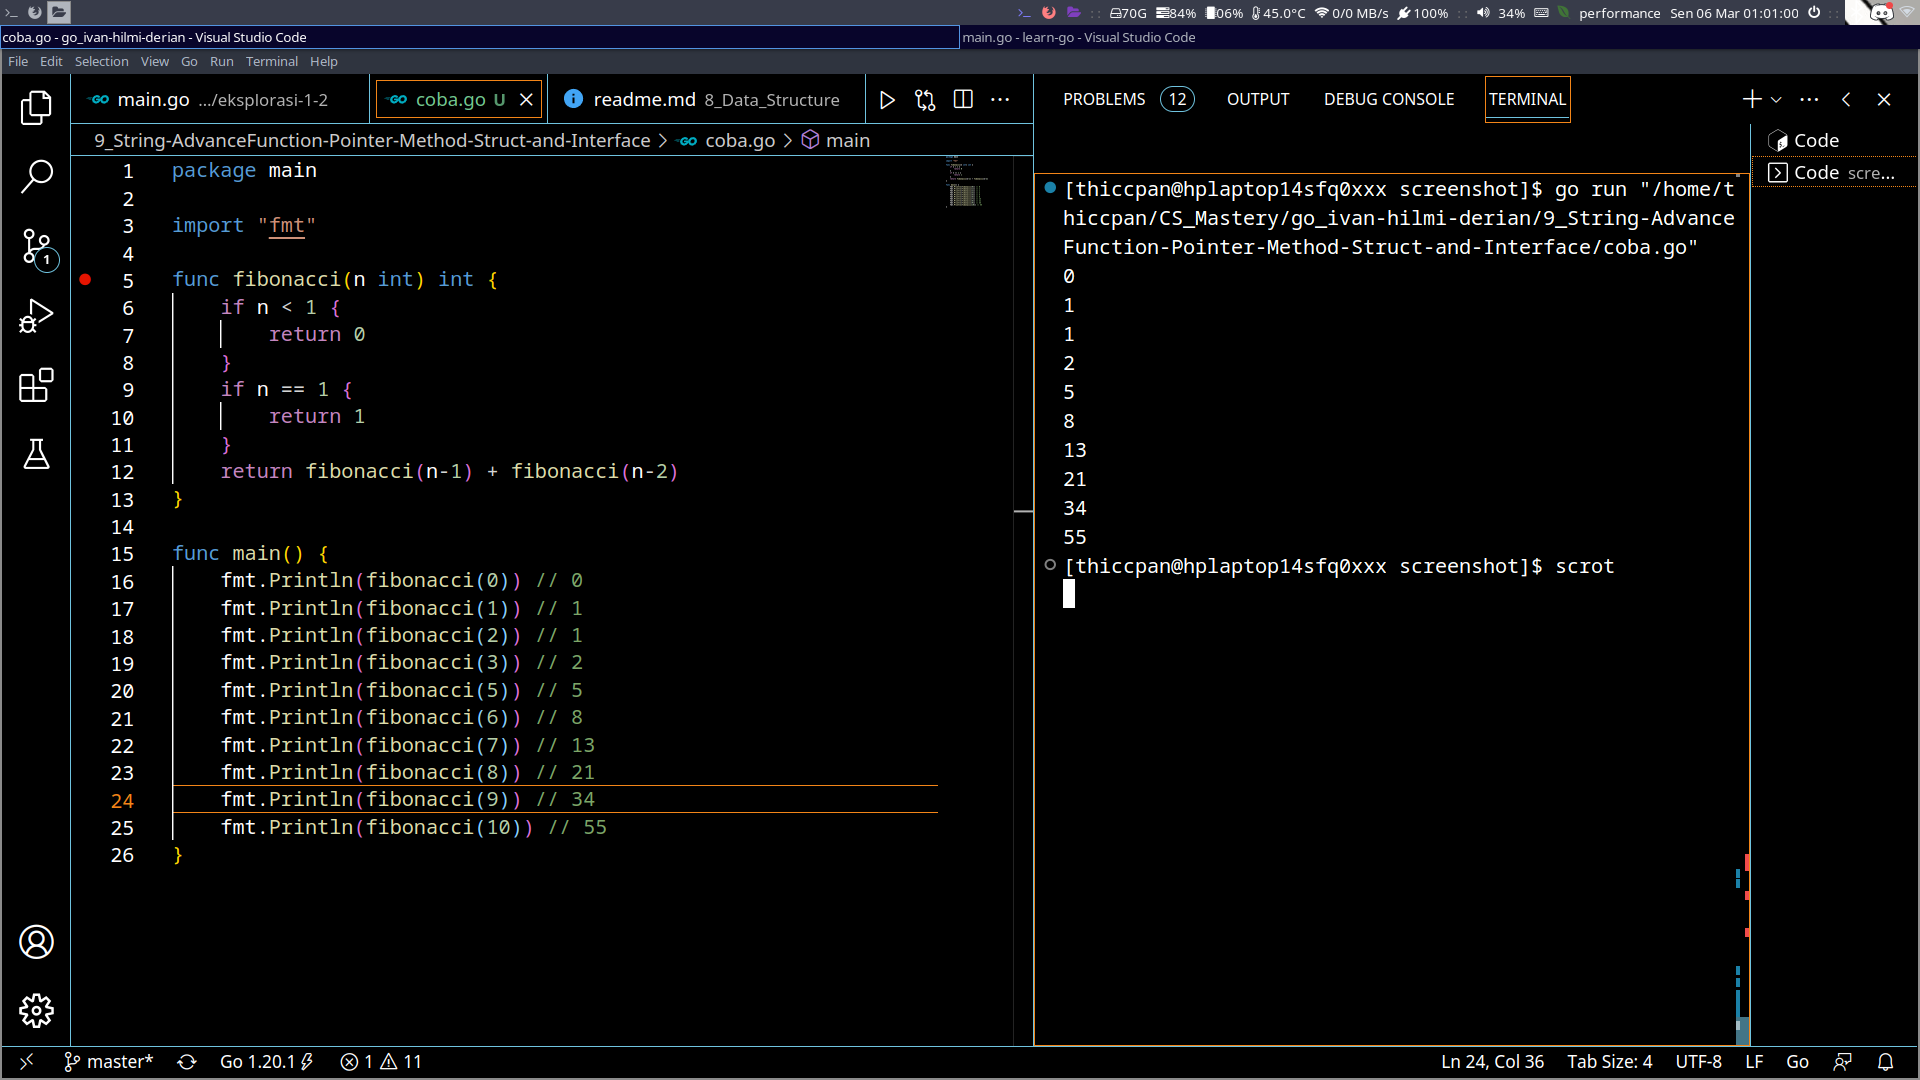 70G 84% 06% 45.0°C 0/0 MB/s 100% 34% performance Sen 06 Mar 01:01:00
coba.go - go_ivan-hilmi-derian - Visual Studio Code
main.go - learn-go - Visual Studio Code
File Edit Selection View Go Run Terminal Help
main.go .../eksplorasi-1-2
coba.go U
readme.md 8_Data_Structure
PROBLEMS 12 OUTPUT DEBUG CONSOLE TERMINAL
9_String-AdvanceFunction-Pointer-Method-Struct-and-Interface > coba.go > main
1 package main
2
3 import "fmt"
4
5 func fibonacci(n int) int {
6     if n < 1 {
7         return 0
8     }
9     if n == 1 {
10         return 1
11     }
12     return fibonacci(n-1) + fibonacci(n-2)
13 }
14
15 func main() {
16     fmt.Println(fibonacci(0)) // 0
17     fmt.Println(fibonacci(1)) // 1
18     fmt.Println(fibonacci(2)) // 1
19     fmt.Println(fibonacci(3)) // 2
20     fmt.Println(fibonacci(5)) // 5
21     fmt.Println(fibonacci(6)) // 8
22     fmt.Println(fibonacci(7)) // 13
23     fmt.Println(fibonacci(8)) // 21
24     fmt.Println(fibonacci(9)) // 34
25     fmt.Println(fibonacci(10)) // 55
26 }
[thiccpan@hplaptop14sfq0xxx screenshot]$ go run "/home/t
hiccpan/CS_Mastery/go_ivan-hilmi-derian/9_String-Advance
Function-Pointer-Method-Struct-and-Interface/coba.go"
0
1
1
2
5
8
13
21
34
55
[thiccpan@hplaptop14sfq0xxx screenshot]$ scrot
Code
Code scre...
1
master* Go 1.20.1 1 11
Ln 24, Col 36 Tab Size: 4 UTF-8 LF Go